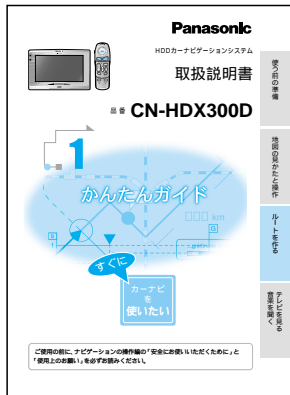 Panasonic
HDDカーナビゲーションシステム
取扱説明書
品番 CN-HDX300D
1
かんたんガイド
km
G
すぐに
カーナビ
を
使いたい
ご使用の前に、ナビゲーションの操作編の「安全にお使いいただくために」と
「使用上のお願い」を必ずお読みください。
使う前の準備
地図の見かたと操作
ルートを作る
テレビを見る
音楽を聞く